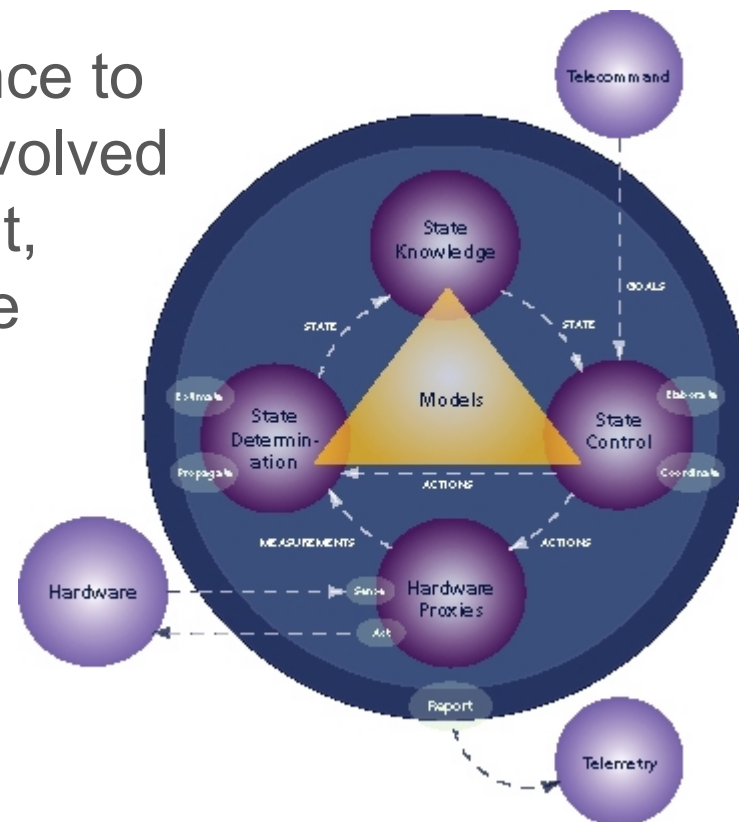 nce to
volved
t,
e
Telecommand
State
Knowledge
GOALS
STATE
STATE
Models
Estimate
Elaborate
State
Determin-
ation
State
Control
Propagate
Coordinate
ACTIONS
MEASUREMENTS
ACTIONS
Hardware
Sense
Hardware
Proxies
Act
Report
Telemetry